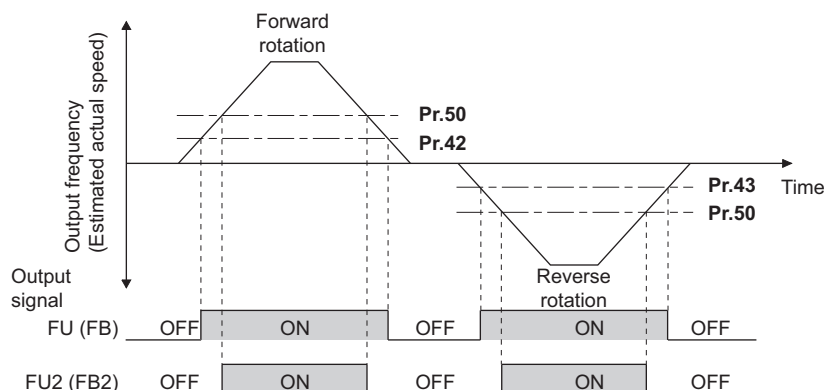 Forward
rotation
Output frequency
(Estimated actual speed)
Pr.50
Pr.42
Time
Pr.43
Pr.50
Reverse
rotation
Output
signal
FU (FB) OFF ON OFF ON OFF
FU2 (FB2) OFF ON OFF ON OFF